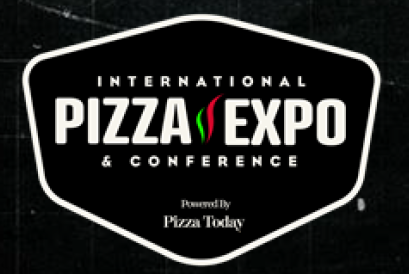 INTERNATIONAL
PIZZA EXPO
& CONFERENCE
Powered By
Pizza Today